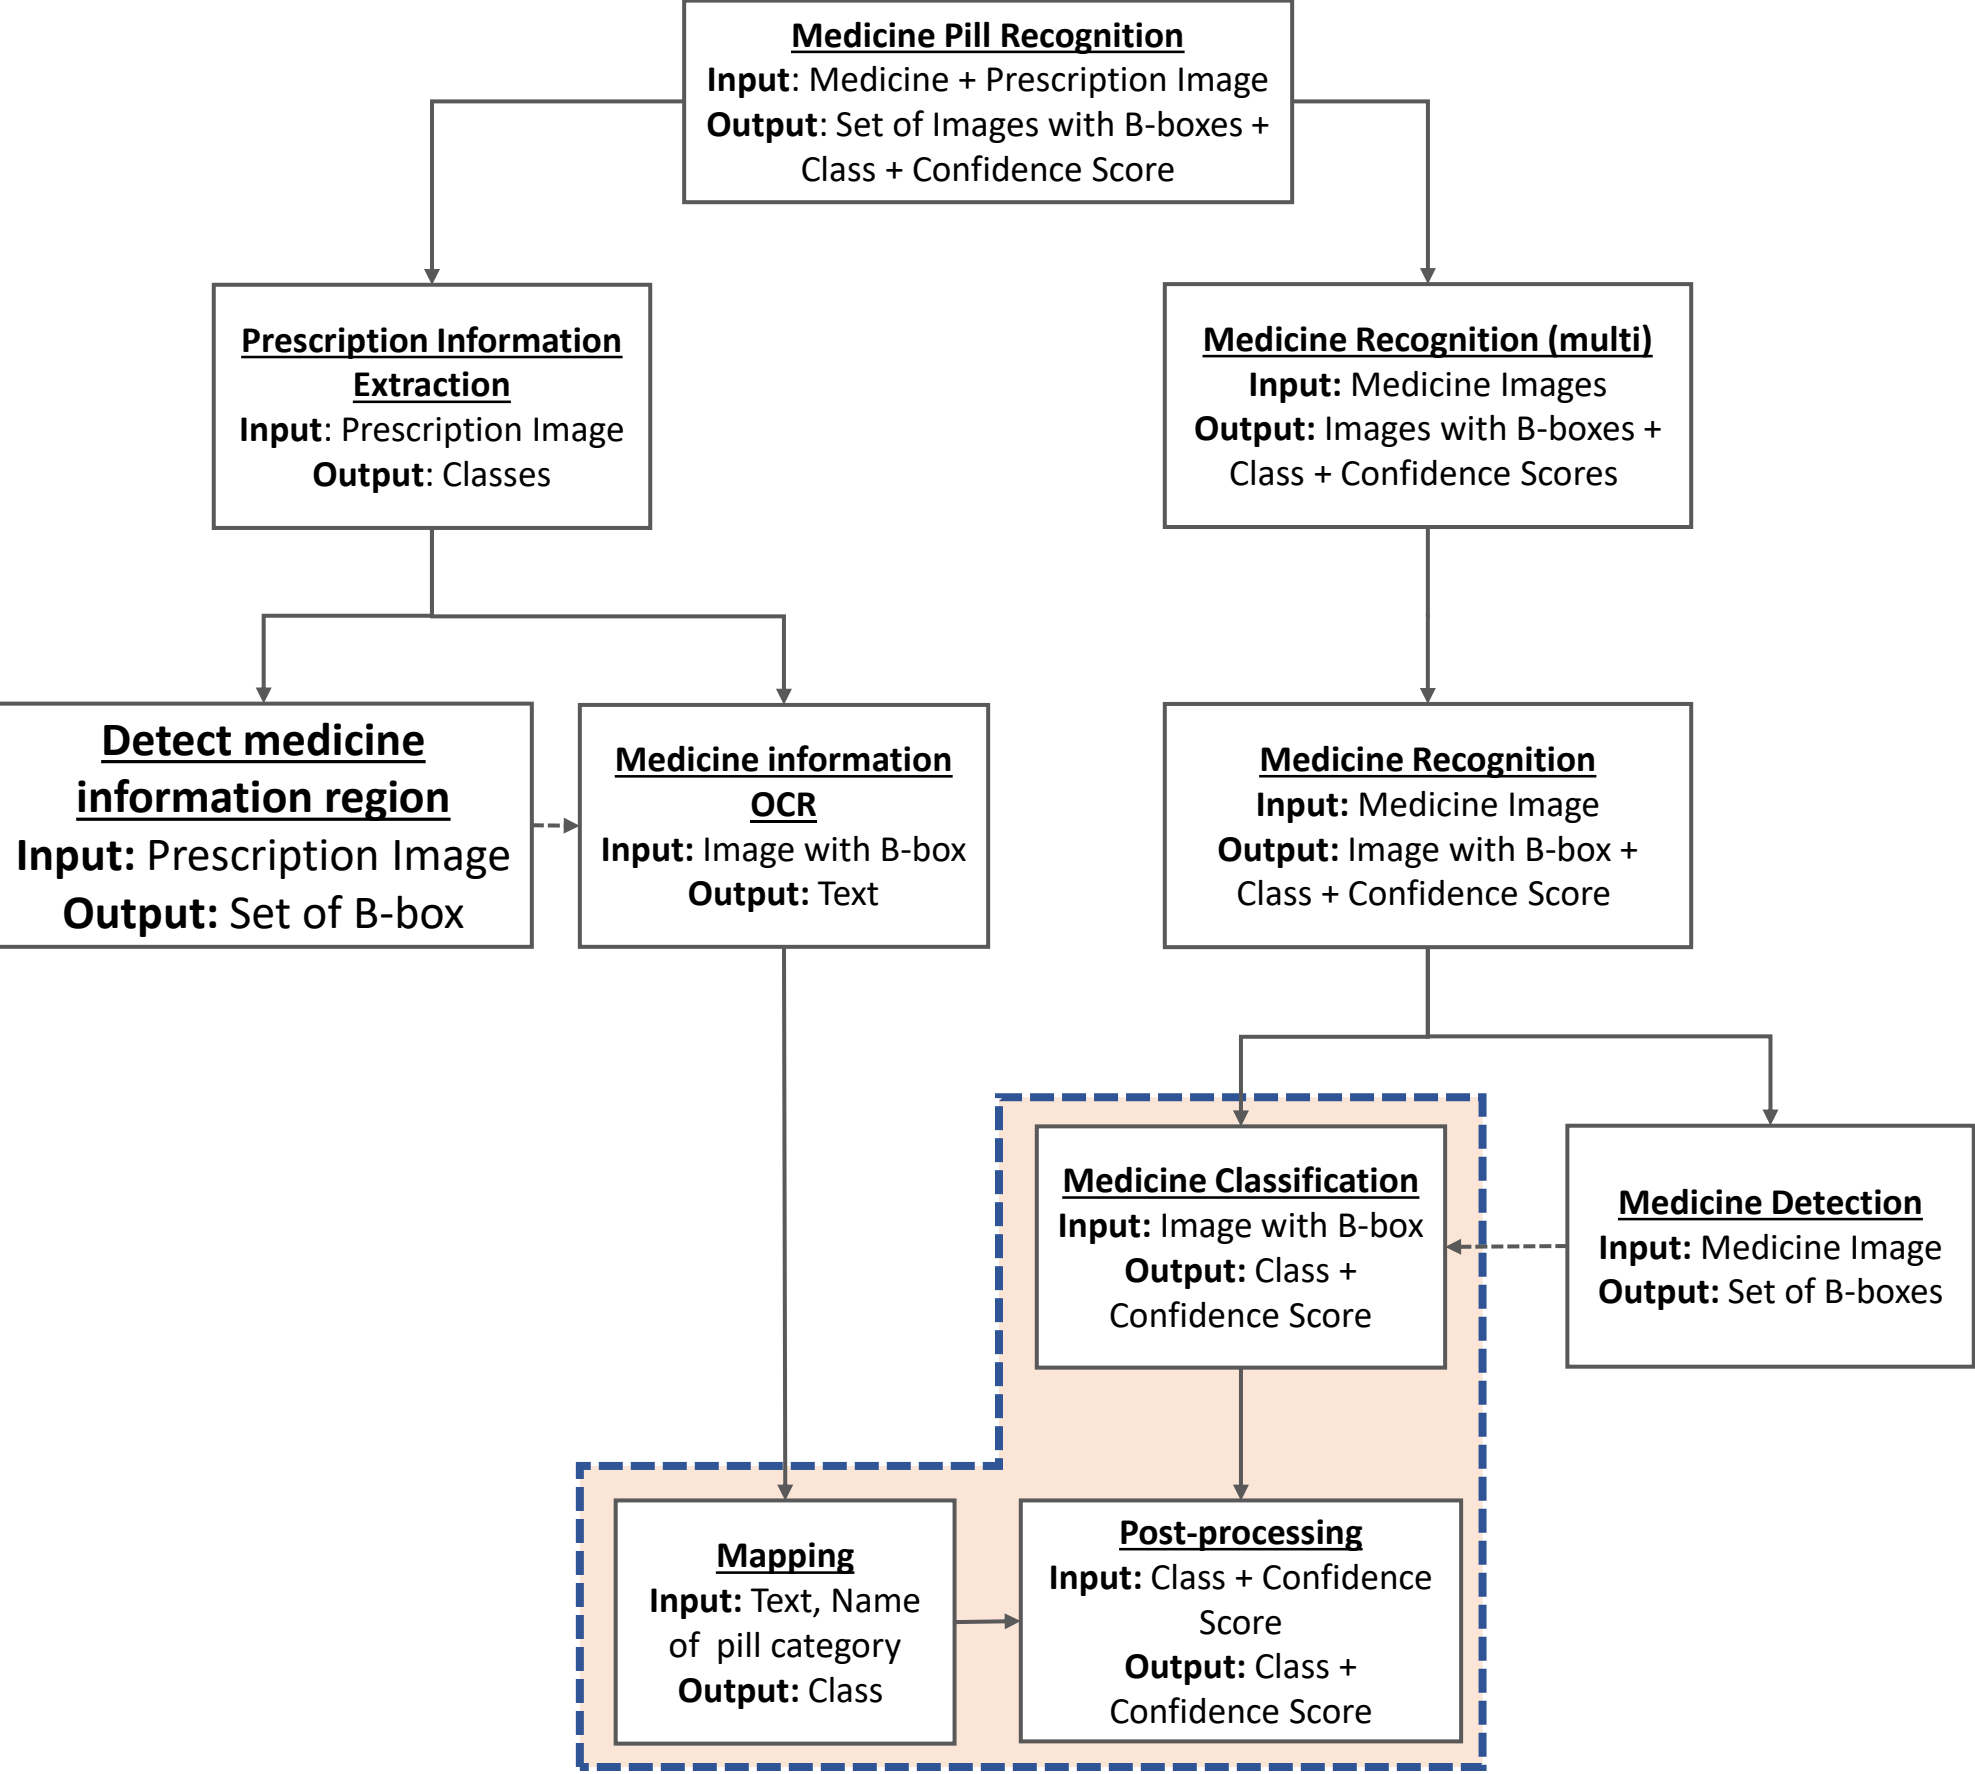 Medicine Pill Recognition
Input: Medicine + Prescription Image
Output: Set of Images with B-boxes +
Class + Confidence Score
Prescription Information
Extraction
Input: Prescription Image
Output: Classes
Medicine Recognition (multi)
Input: Medicine Images
Output: Images with B-boxes +
Class + Confidence Scores
Detect medicine
information region
Input: Prescription Image
Output: Set of B-box
Medicine information
OCR
Input: Image with B-box
Output: Text
Medicine Recognition
Input: Medicine Image
Output: Image with B-box +
Class + Confidence Score
Medicine Classification
Input: Image with B-box
Output: Class +
Confidence Score
Medicine Detection
Input: Medicine Image
Output: Set of B-boxes
Mapping
Input: Text, Name
of pill category
Output: Class
Post-processing
Input: Class + Confidence
Score
Output: Class +
Confidence Score